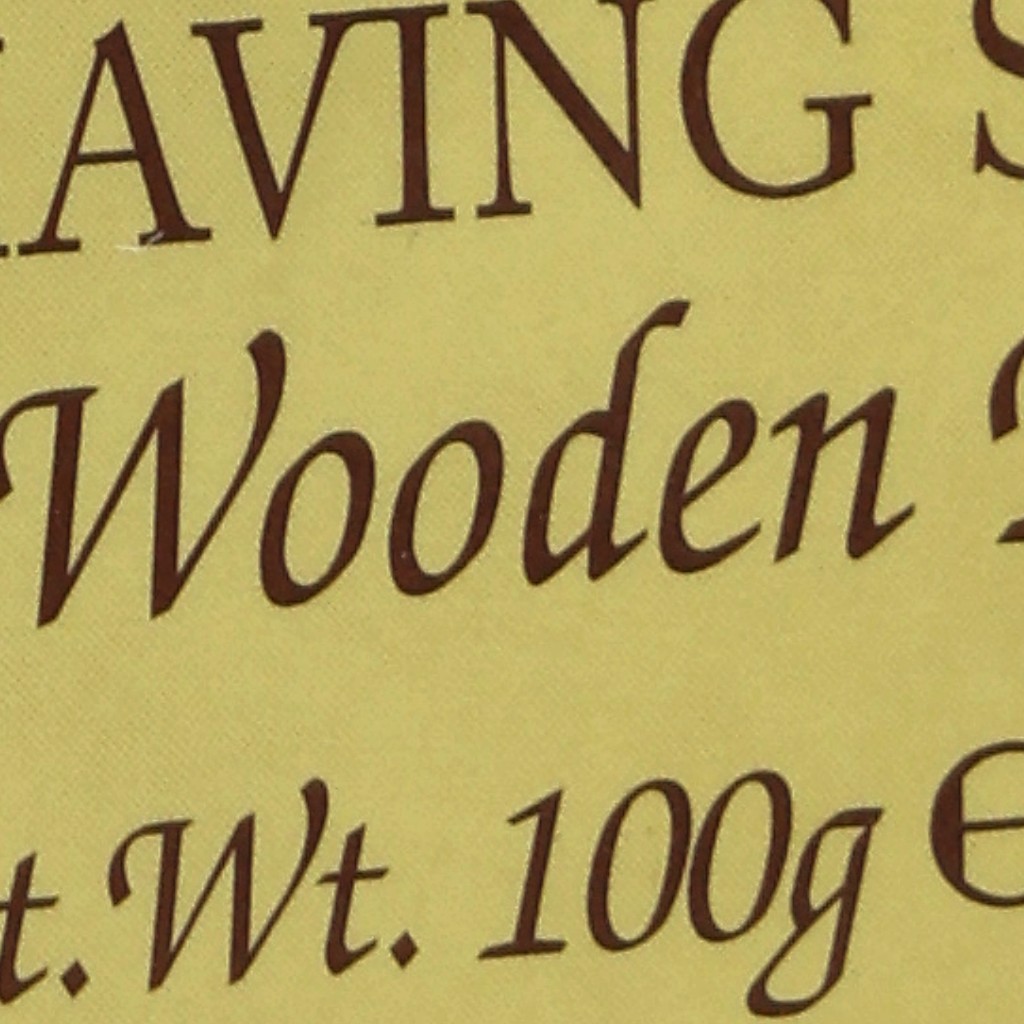 AVING S
Wooden
t. Wt. 100g ℮